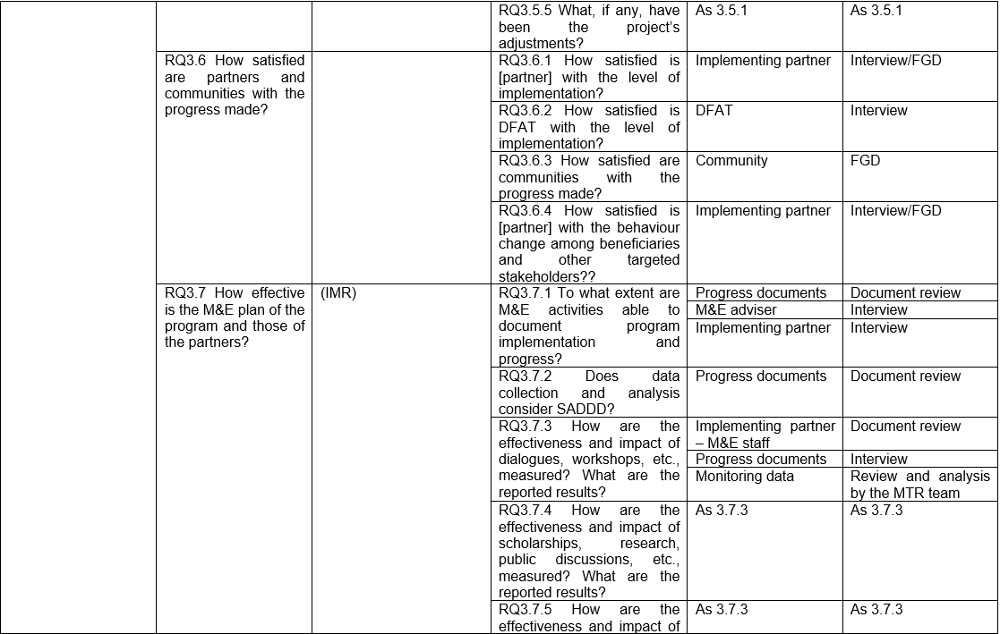 RQ3.5.5 What, if any, have
been the project's
adjustments?
As 3.5.1
As 3.5.1
RQ3.6 How satisfied
are partners and
communities with the
progress made?
RQ3.6.1 How satisfied is
[partner] with the level of
implementation?
Implementing partner
Interview/FGD
RQ3.6.2 How satisfied is
DFAT with the level of
implementation?
DFAT
Interview
RQ3.6.3 How satisfied are
communities with the
progress made?
Community
FGD
RQ3.6.4 How satisfied is
[partner] with the behaviour
change among beneficiaries
and other targeted
stakeholders??
Implementing partner
Interview/FGD
RQ3.7 How effective
is the M&E plan of the
program and those of
the partners?
(IMR)
RQ3.7.1 To what extent are
M&E activities able to
document program
implementation and
progress?
Progress documents
Document review
M&E adviser
Interview
Implementing partner
Interview
RQ3.7.2 Does data
collection and analysis
consider SADDD?
Progress documents
Document review
RQ3.7.3 How are the
effectiveness and impact of
dialogues, workshops, etc.,
measured? What are the
reported results?
Implementing partner
– M&E staff
Document review
Progress documents
Interview
Monitoring data
Review and analysis
by the MTR team
RQ3.7.4 How are the
effectiveness and impact of
scholarships, research,
public discussions, etc.,
measured? What are the
reported results?
As 3.7.3
As 3.7.3
RQ3.7.5 How are the
effectiveness and impact of
As 3.7.3
As 3.7.3